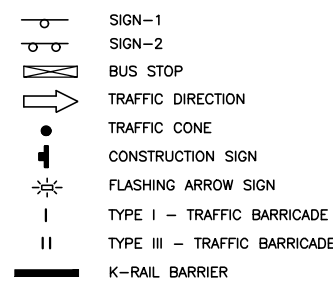 SIGN-1
SIGN-2
BUS STOP
TRAFFIC DIRECTION
TRAFFIC CONE
CONSTRUCTION SIGN
FLASHING ARROW SIGN
TYPE I - TRAFFIC BARRICADE
TYPE III - TRAFFIC BARRICADE
K-RAIL BARRIER